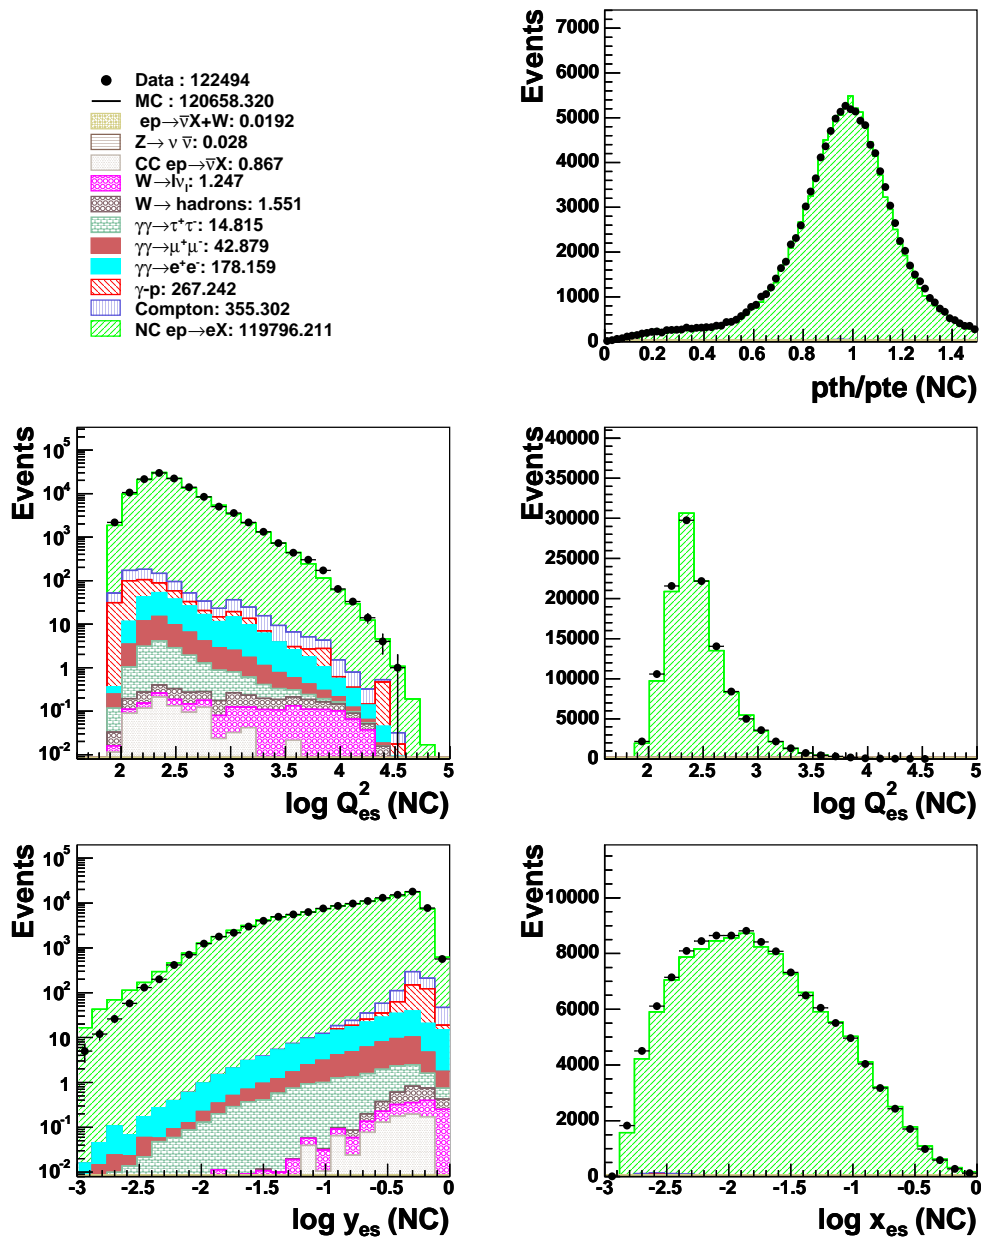 Data : 122494
MC : 120658.320
ep→ν̅X+W: 0.0192
Z→ ν ν̅: 0.028
CC ep→ν̅X: 0.867
W→lνl: 1.247
W→ hadrons: 1.551
γγ→τ⁺τ⁻: 14.815
γγ→μ⁺μ⁻: 42.879
γγ→e⁺e⁻: 178.159
γ-p: 267.242
Compton: 355.302
NC ep→eX: 119796.211
Events
7000
6000
5000
4000
3000
2000
1000
0
0 0.2 0.4 0.6 0.8 1 1.2 1.4
pth/pte (NC)
Events
10⁵
10⁴
10³
10²
10
1
10⁻¹
10⁻²
2 2.5 3 3.5 4 4.5 5
log Q²es (NC)
Events
40000
35000
30000
25000
20000
15000
10000
5000
0
2 2.5 3 3.5 4 4.5 5
log Q²es (NC)
Events
10⁵
10⁴
10³
10²
10
1
10⁻¹
10⁻²
-3 -2.5 -2 -1.5 -1 -0.5 0
log yes (NC)
Events
10000
8000
6000
4000
2000
0
-3 -2.5 -2 -1.5 -1 -0.5 0
log xes (NC)